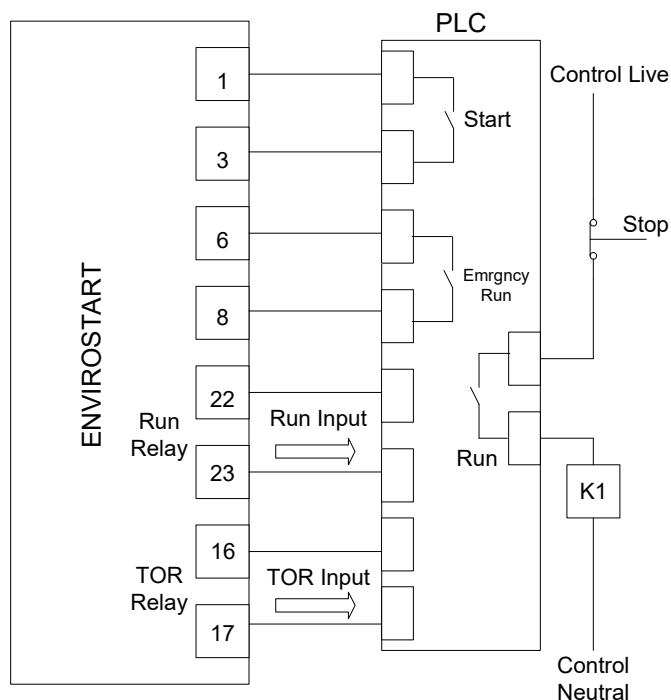 PLC
1
Control Live
Start
3
6
Stop
Emrgncy
Run
8
ENVIROSTART
22
Run
Relay
Run Input
23
Run
K1
16
TOR
Relay
TOR Input
17
Control
Neutral